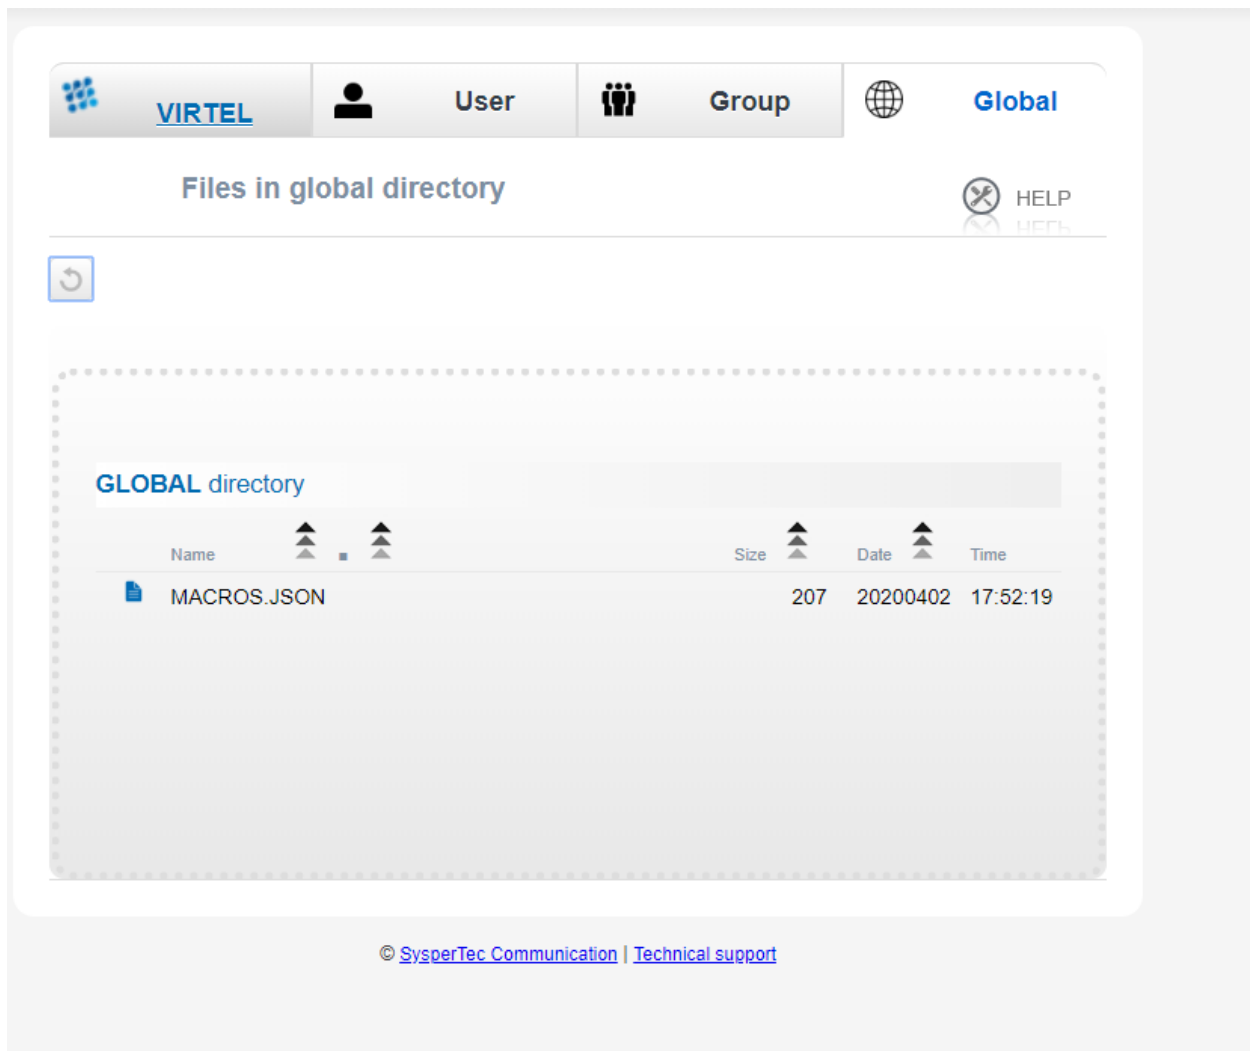 VIRTEL User Group Global
Files in global directory
HELP
GLOBAL directory
Name . Size Date Time
MACROS.JSON 207 20200402 17:52:19
© SysperTec Communication | Technical support